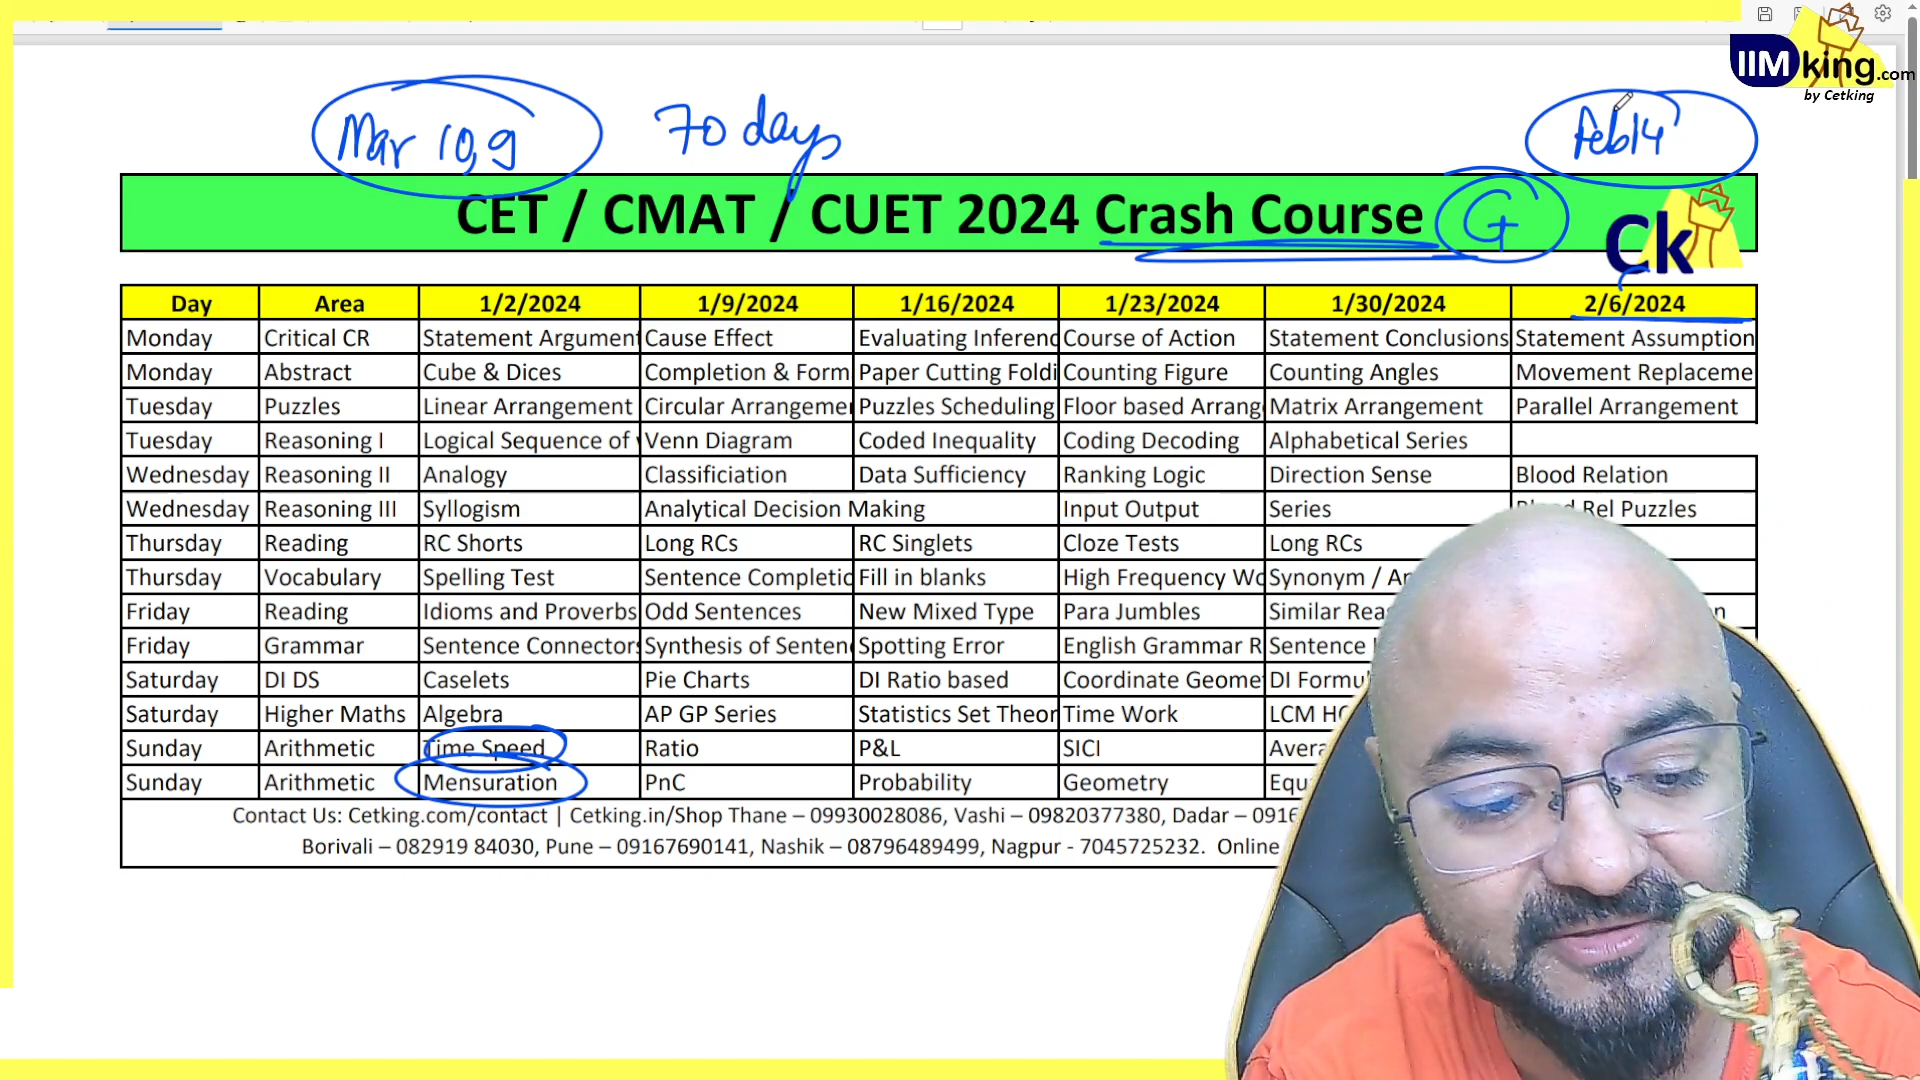 IIMking.com
by Cetking
Mar 10,9 70 days Feb 14
CET / CMAT / CUET 2024 Crash Course G
Ck
Day Area 1/2/2024 1/9/2024 1/16/2024 1/23/2024 1/30/2024 2/6/2024
Monday Critical CR Statement Argument Cause Effect Evaluating Inferenc Course of Action Statement Conclusions Statement Assumption
Monday Abstract Cube & Dices Completion & Form Paper Cutting Foldi Counting Figure Counting Angles Movement Replaceme
Tuesday Puzzles Linear Arrangement Circular Arrangemer Puzzles Scheduling Floor based Arrang Matrix Arrangement Parallel Arrangement
Tuesday Reasoning I Logical Sequence of Venn Diagram Coded Inequality Coding Decoding Alphabetical Series
Wednesday Reasoning II Analogy Classificiation Data Sufficiency Ranking Logic Direction Sense Blood Relation
Wednesday Reasoning III Syllogism Analytical Decision Making Input Output Series Rel Puzzles
Thursday Reading RC Shorts Long RCs RC Singlets Cloze Tests Long RCs
Thursday Vocabulary Spelling Test Sentence Completio Fill in blanks High Frequency Wo Synonym /
Friday Reading Idioms and Proverbs Odd Sentences New Mixed Type Para Jumbles Similar
Friday Grammar Sentence Connectors Synthesis of Senten Spotting Error English Grammar R Sentence
Saturday DI DS Caselets Pie Charts DI Ratio based Coordinate Geome DI
Saturday Higher Maths Algebra AP GP Series Statistics Set Theor Time Work LCM
Sunday Arithmetic Time Speed Ratio P&L SICI
Sunday Arithmetic Mensuration PnC Probability Geometry
Contact Us: Cetking.com/contact | Cetking.in/Shop Thane – 09930028086, Vashi – 09820377380, Dadar – 0916
Borivali – 082919 84030, Pune – 09167690141, Nashik – 08796489499, Nagpur - 7045725232. Online